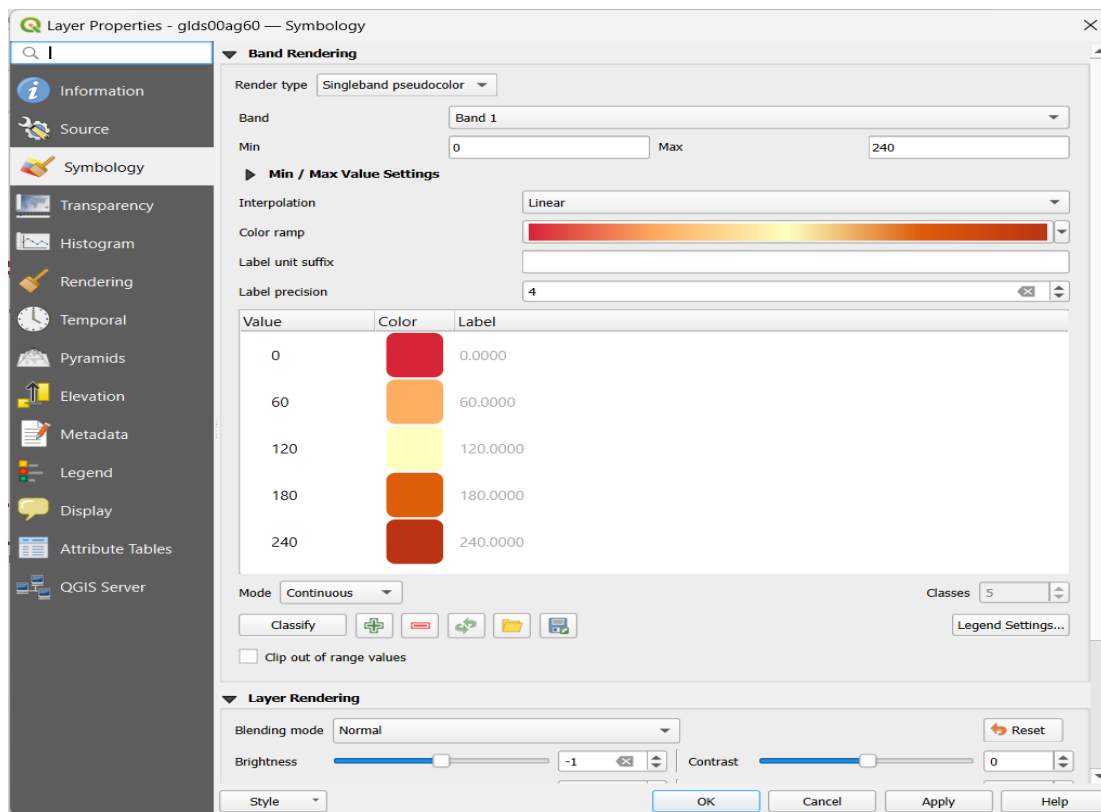 Layer Properties - glds00ag60 — Symbology
Information
Source
Symbology
Transparency
Histogram
Rendering
Temporal
Pyramids
Elevation
Metadata
Legend
Display
Attribute Tables
QGIS Server
Band Rendering
Render type Singleband pseudocolor
Band Band 1
Min 0 Max 240
Min / Max Value Settings
Interpolation Linear
Color ramp
Label unit suffix
Label precision 4
Value Color Label
0 0.0000
60 60.0000
120 120.0000
180 180.0000
240 240.0000
Mode Continuous Classes 5
Classify Legend Settings...
Clip out of range values
Layer Rendering
Blending mode Normal Reset
Brightness -1 Contrast 0
Style OK Cancel Apply Help